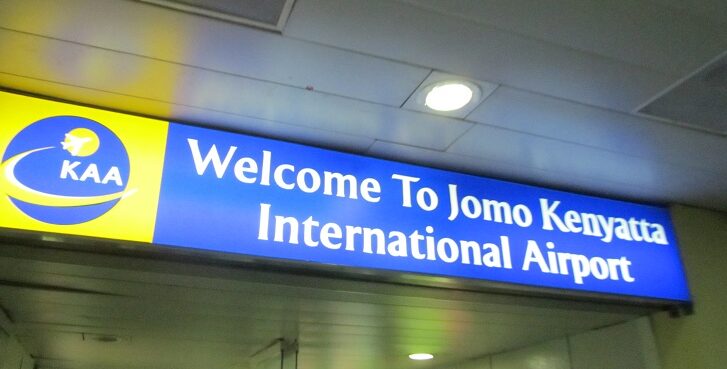 KAA
Welcome To Jomo Kenyatta
International Airport